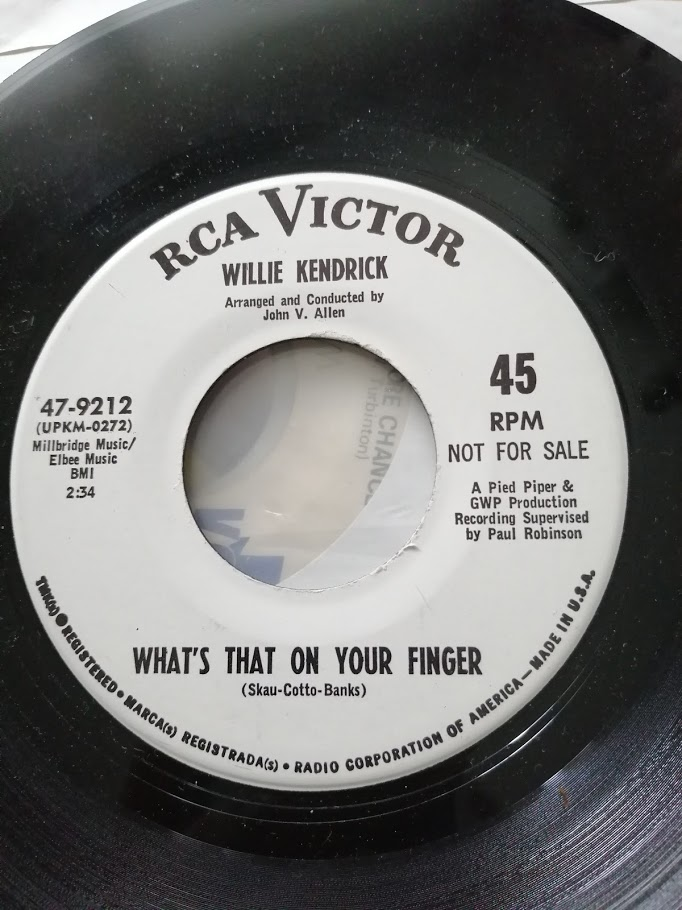 RCA VICTOR
WILLIE KENDRICK
Arranged and Conducted by
John V. Allen
47-9212
(UPKM-0272)
Millbridge Music/
Elbee Music
BMI
2:34
45
RPM
NOT FOR SALE
A Pied Piper &
GWP Production
Recording Supervised
by Paul Robinson
WHAT'S THAT ON YOUR FINGER
(Skau-Cotto-Banks)
TMK(s) ® REGISTERED • MARCA(s) REGISTRADA(s) • RADIO CORPORATION OF AMERICA—MADE IN U.S.A.